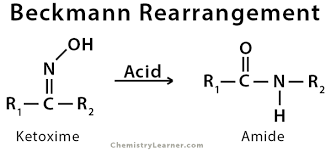 Beckmann Rearrangement
OH
N
R1 C R2
Ketoxime
Acid
O
R1 C N R2
H
Amide
ChemistryLearner.com